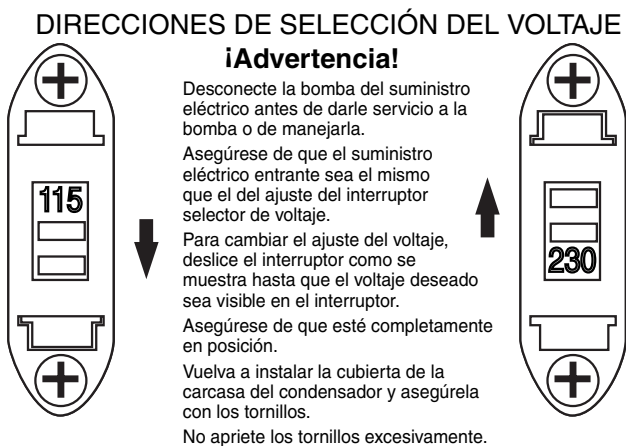 DIRECCIONES DE SELECCIÓN DEL VOLTAJE
¡Advertencia!
Desconecte la bomba del suministro
eléctrico antes de darle servicio a la
bomba o de manejarla.
Asegúrese de que el suministro
eléctrico entrante sea el mismo
que el del ajuste del interruptor
selector de voltaje.
Para cambiar el ajuste del voltaje,
deslice el interruptor como se
muestra hasta que el voltaje deseado
sea visible en el interruptor.
Asegúrese de que esté completamente
en posición.
Vuelva a instalar la cubierta de la
carcasa del condensador y asegúrela
con los tornillos.
No apriete los tornillos excesivamente.
115
230